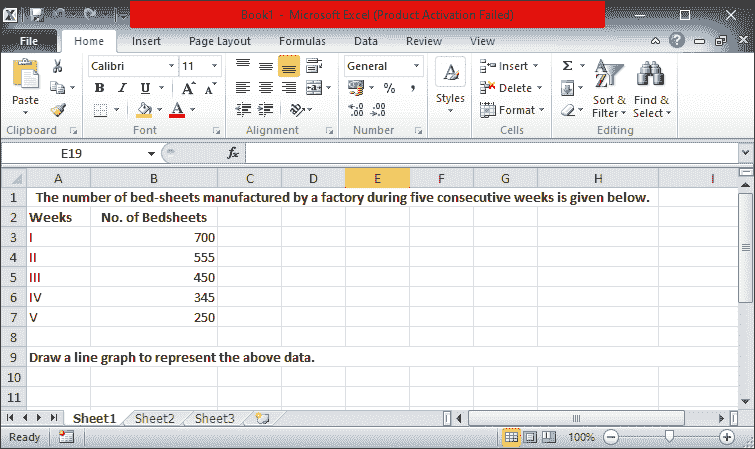 Book1 - Microsoft Excel (Product Activation Failed)
File Home Insert Page Layout Formulas Data Review View
Paste
Clipboard
Calibri 11
B I U A A
A
Font
Alignment
General
% ,
Number
A
Styles
Insert
Delete
Format
Cells
Σ
Sort & Filter
Find & Select
Editing
E19 fx
A B C D E F G H I
1 The number of bed-sheets manufactured by a factory during five consecutive weeks is given below.
2 Weeks No. of Bedsheets
3 I 700
4 II 555
5 III 450
6 IV 345
7 V 250
8
9 Draw a line graph to represent the above data.
10
11
Sheet1 Sheet2 Sheet3
Ready 100%